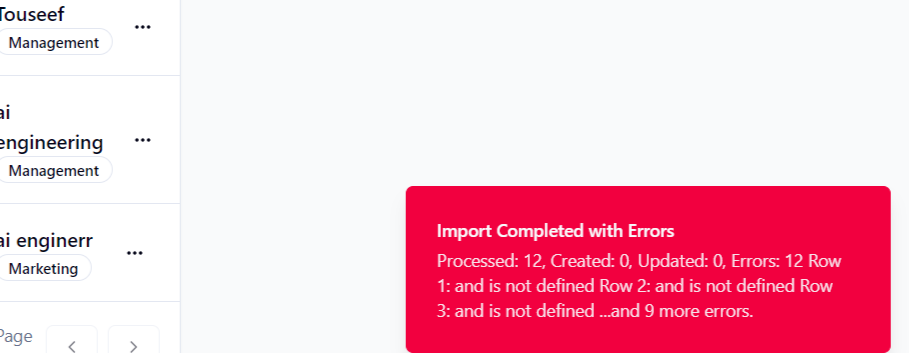 Touseef
Management
ai
engineering
Management
ai enginerr
Marketing
Page
Import Completed with Errors
Processed: 12, Created: 0, Updated: 0, Errors: 12 Row
1: and is not defined Row 2: and is not defined Row
3: and is not defined ...and 9 more errors.